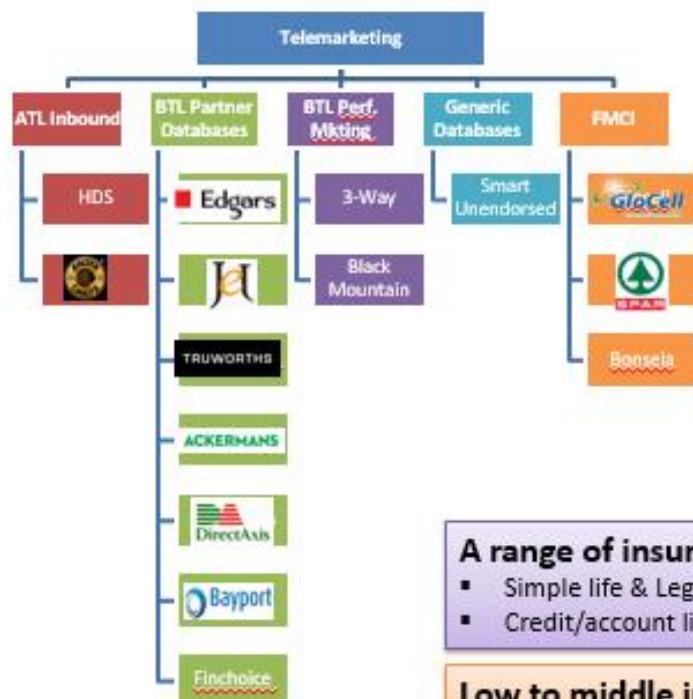 Telemarketing
ATL Inbound
BTL Partner
Databases
BTL Perf.
Mkting
Generic
Databases
FMCI
HDS
Edgars
Jet
TRUWORTHS
ACKERMANS
DirectAxis
Bayport
Finchoice
3-Way
Black
Mountain
Smart
Unendorsed
GloCell
SPAR
Bonsela
A range of insur
▪ Simple life & Leg
▪ Credit/account li
Low to middle i